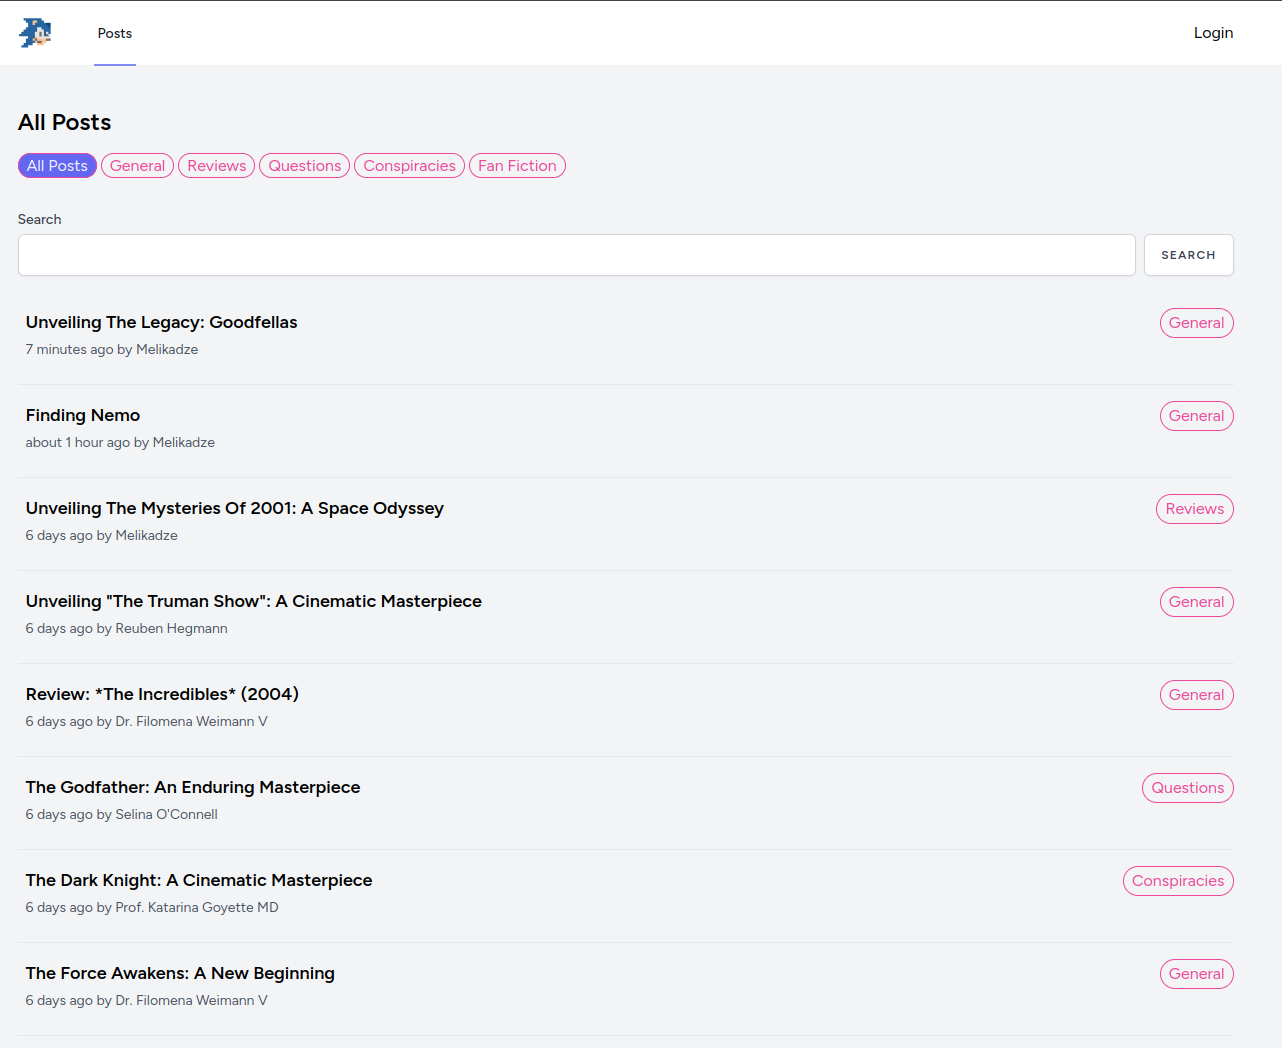 Posts
Login
All Posts
All Posts General Reviews Questions Conspiracies Fan Fiction
Search
SEARCH
Unveiling The Legacy: Goodfellas
General
7 minutes ago by Melikadze
Finding Nemo
General
about 1 hour ago by Melikadze
Unveiling The Mysteries Of 2001: A Space Odyssey
Reviews
6 days ago by Melikadze
Unveiling "The Truman Show": A Cinematic Masterpiece
General
6 days ago by Reuben Hegmann
Review: *The Incredibles* (2004)
General
6 days ago by Dr. Filomena Weimann V
The Godfather: An Enduring Masterpiece
Questions
6 days ago by Selina O'Connell
The Dark Knight: A Cinematic Masterpiece
Conspiracies
6 days ago by Prof. Katarina Goyette MD
The Force Awakens: A New Beginning
General
6 days ago by Dr. Filomena Weimann V